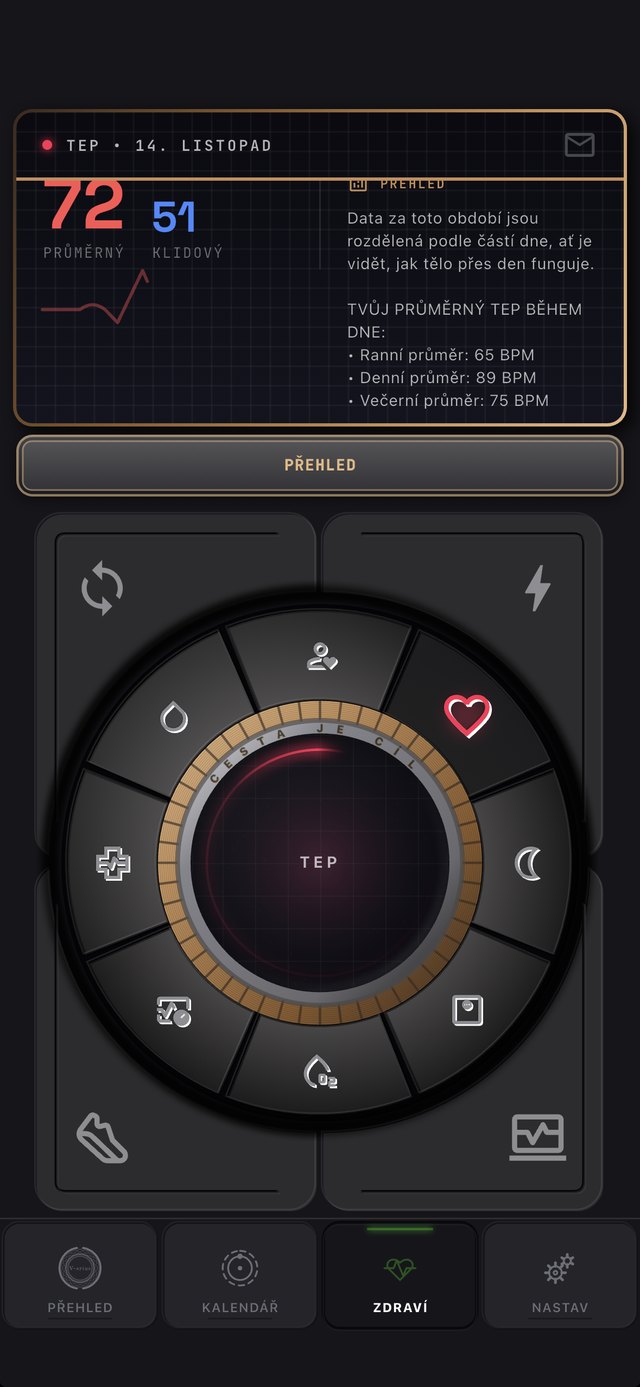 TEP • 14. LISTOPAD
72
51
PRŮMĚRNÝ
KLIDOVÝ
PŘEHLED
Data za toto období jsou
rozdělená podle částí dne, ať je
vidět, jak tělo přes den funguje.
TVŮJ PRŮMĚRNÝ TEP BĚHEM
DNE:
• Ranní průměr: 65 BPM
• Denní průměr: 89 BPM
• Večerní průměr: 75 BPM
PŘEHLED
CESTA JE CÍL
TEP
O2
PŘEHLED
KALENDÁŘ
ZDRAVÍ
NASTAV